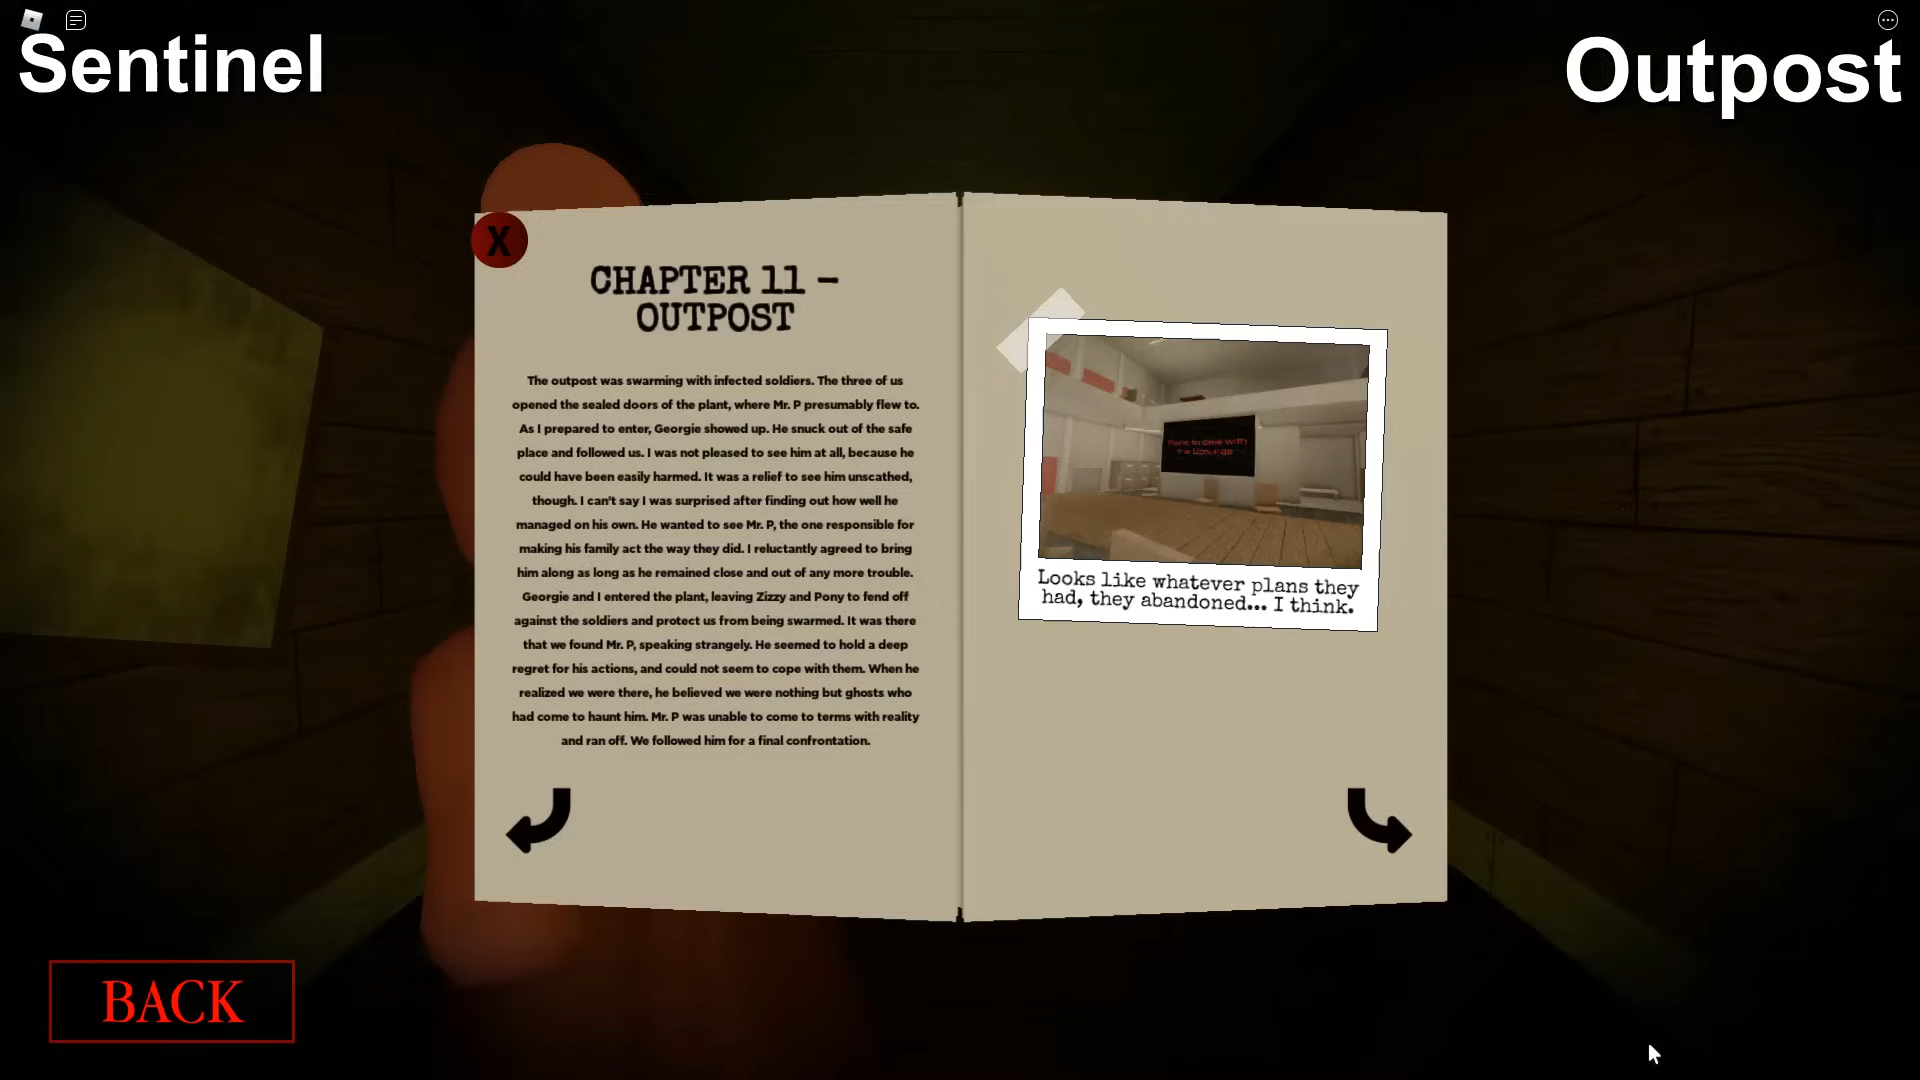 Sentinel
Outpost
X
CHAPTER 11 -
OUTPOST
The outpost was swarming with infected soldiers. The three of us
opened the sealed doors of the plant, where Mr. P presumably flew to.
As I prepared to enter, Georgie showed up. He snuck out of the safe
place and followed us. I was not pleased to see him at all, because he
could have been easily harmed. It was a relief to see him unscathed,
though. I can't say I was surprised after finding out how well he
managed on his own. He wanted to see Mr. P, the one responsible for
making his family act the way they did. I reluctantly agreed to bring
him along as long as he remained close and out of any more trouble.
Georgie and I entered the plant, leaving Zizzy and Pony to fend off
against the soldiers and protect us from being swarmed. It was there
that we found Mr. P, speaking strangely. He seemed to hold a deep
regret for his actions, and could not seem to cope with them. When he
realized we were there, he believed we were nothing but ghosts who
had come to haunt him. Mr. P was unable to come to terms with reality
and ran off. We followed him for a final confrontation.
Plans to deal with
the Upsurge
Looks like whatever plans they
had, they abandoned... I think.
BACK